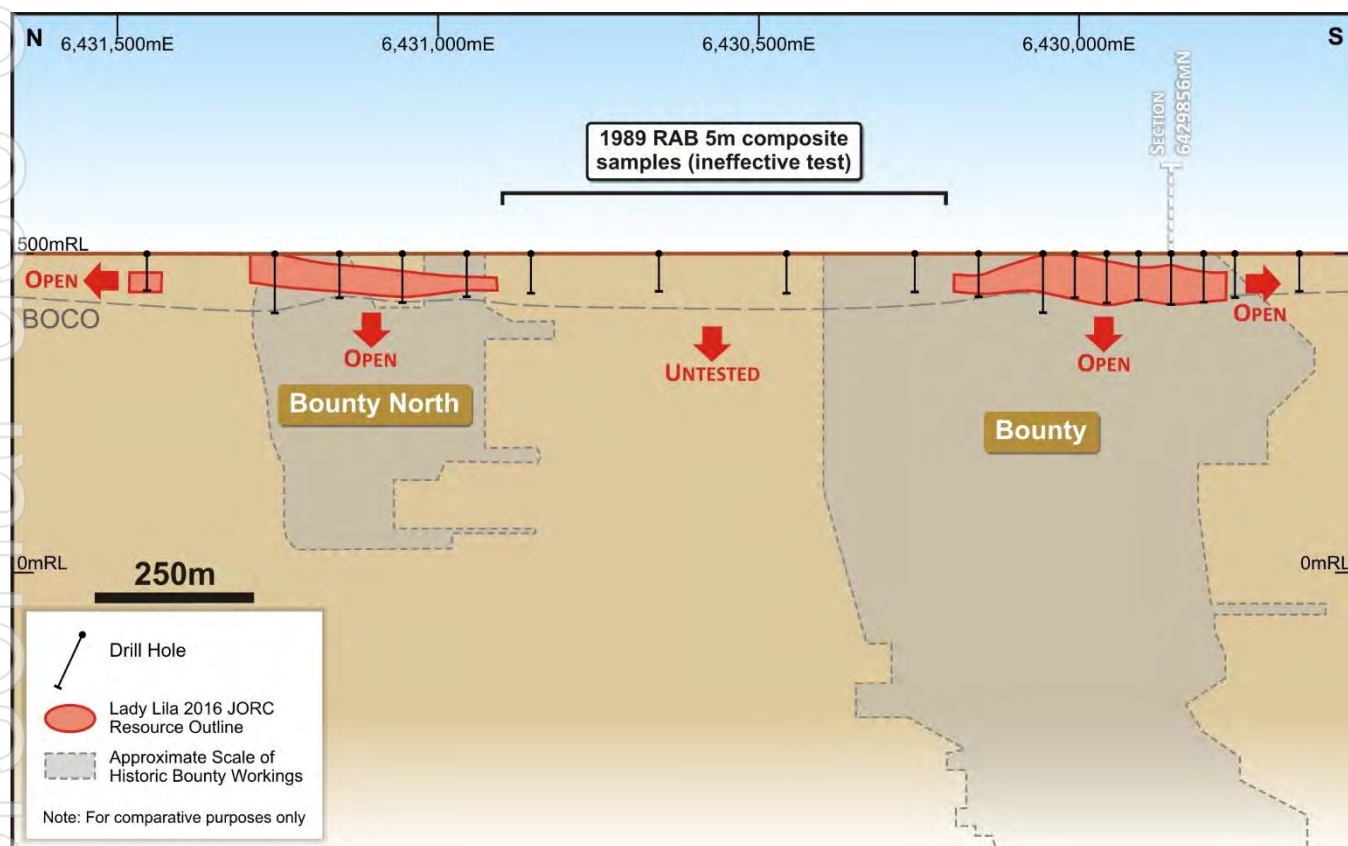 N
S
6,431,500mE
6,431,000mE
6,430,500mE
6,430,000mE
SECTION
6429856mN
1989 RAB 5m composite
samples (ineffective test)
500mRL
OPEN
BOCO
OPEN
UNTESTED
OPEN
OPEN
Bounty North
Bounty
0mRL
0mRL
250m
Drill Hole
Lady Lila 2016 JORC
Resource Outline
Approximate Scale of
Historic Bounty Workings
Note: For comparative purposes only